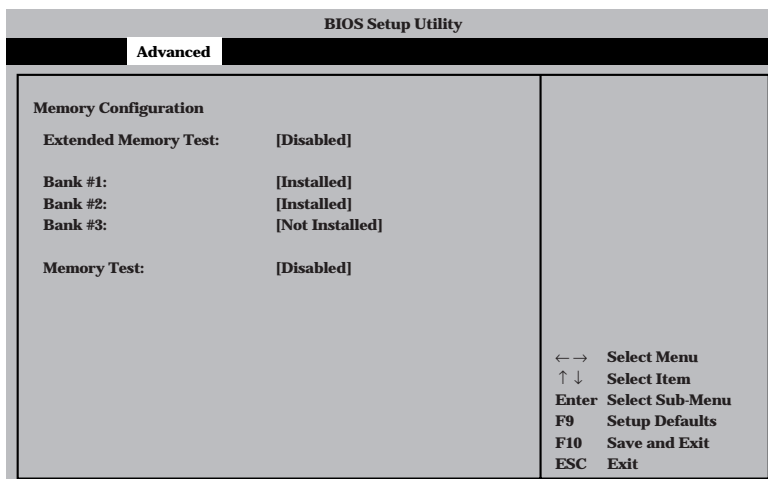 BIOS Setup Utility
Advanced
Memory Configuration
Extended Memory Test: [Disabled]
Bank #1: [Installed]
Bank #2: [Installed]
Bank #3: [Not Installed]
Memory Test: [Disabled]
←→ Select Menu
↑↓ Select Item
Enter Select Sub-Menu
F9 Setup Defaults
F10 Save and Exit
ESC Exit